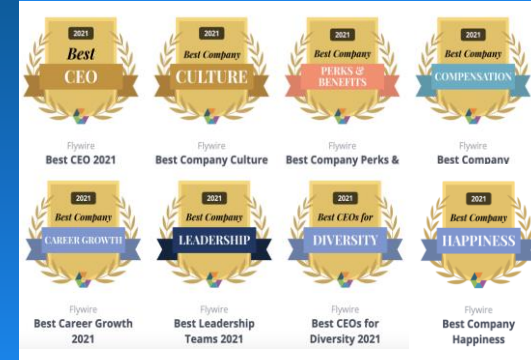 2021
Best
CEO
Flywire
Best CEO 2021
2021
Best Company
CULTURE
Flywire
Best Company Culture
2021
Best Company
PERKS &
BENEFITS
Flywire
Best Company Perks &
2021
Best Company
COMPENSATION
Flywire
Best Company
2021
Best Company
CAREER GROWTH
Flywire
Best Career Growth
2021
2021
Best Company
LEADERSHIP
Flywire
Best Leadership
Teams 2021
2021
Best CEOs for
DIVERSITY
Flywire
Best CEOs for
Diversity 2021
2021
Best Company
HAPPINESS
Flywire
Best Company
Happiness